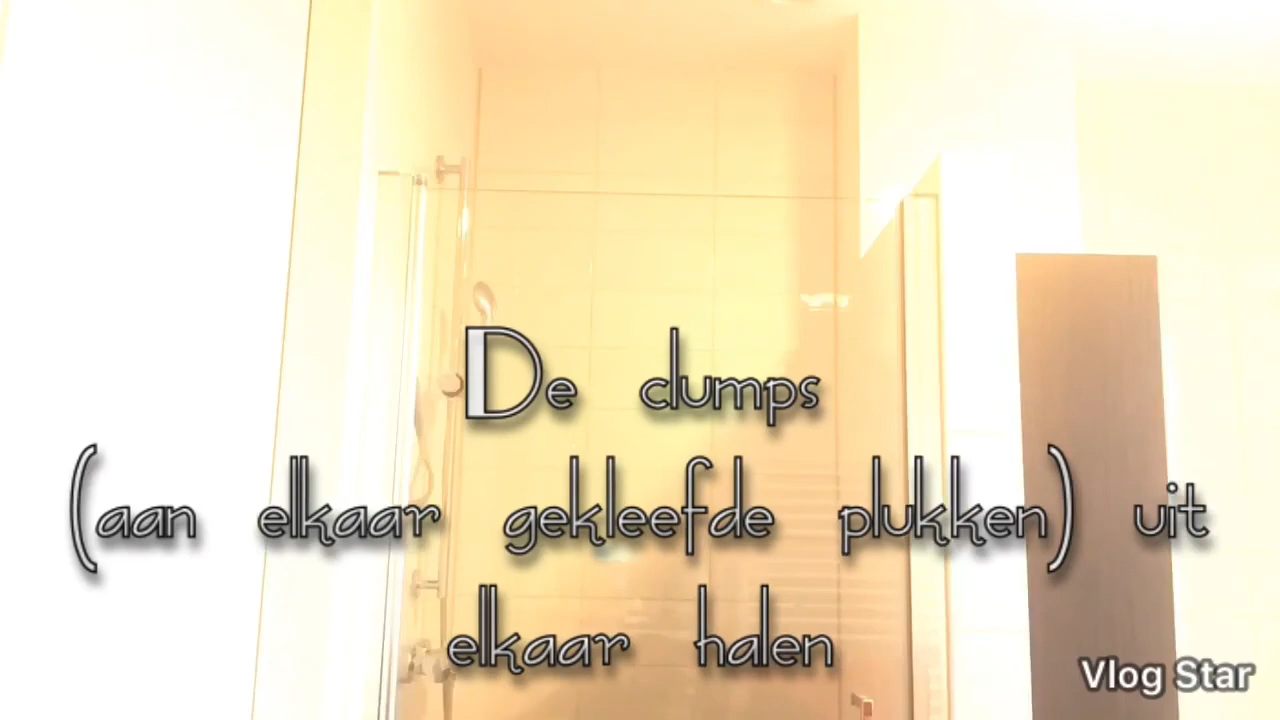 De clumps
(aan elkaar gekleefde plukken) uit
elkaar halen
Vlog Star